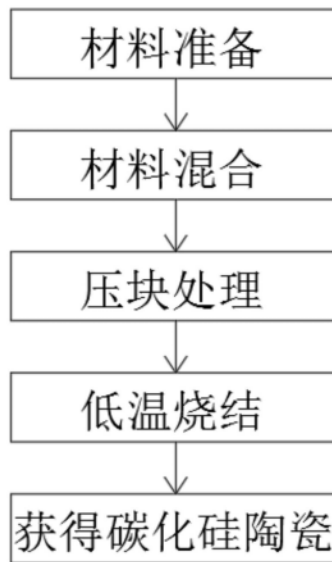 材料准备
材料混合
压块处理
低温烧结
获得碳化硅陶瓷